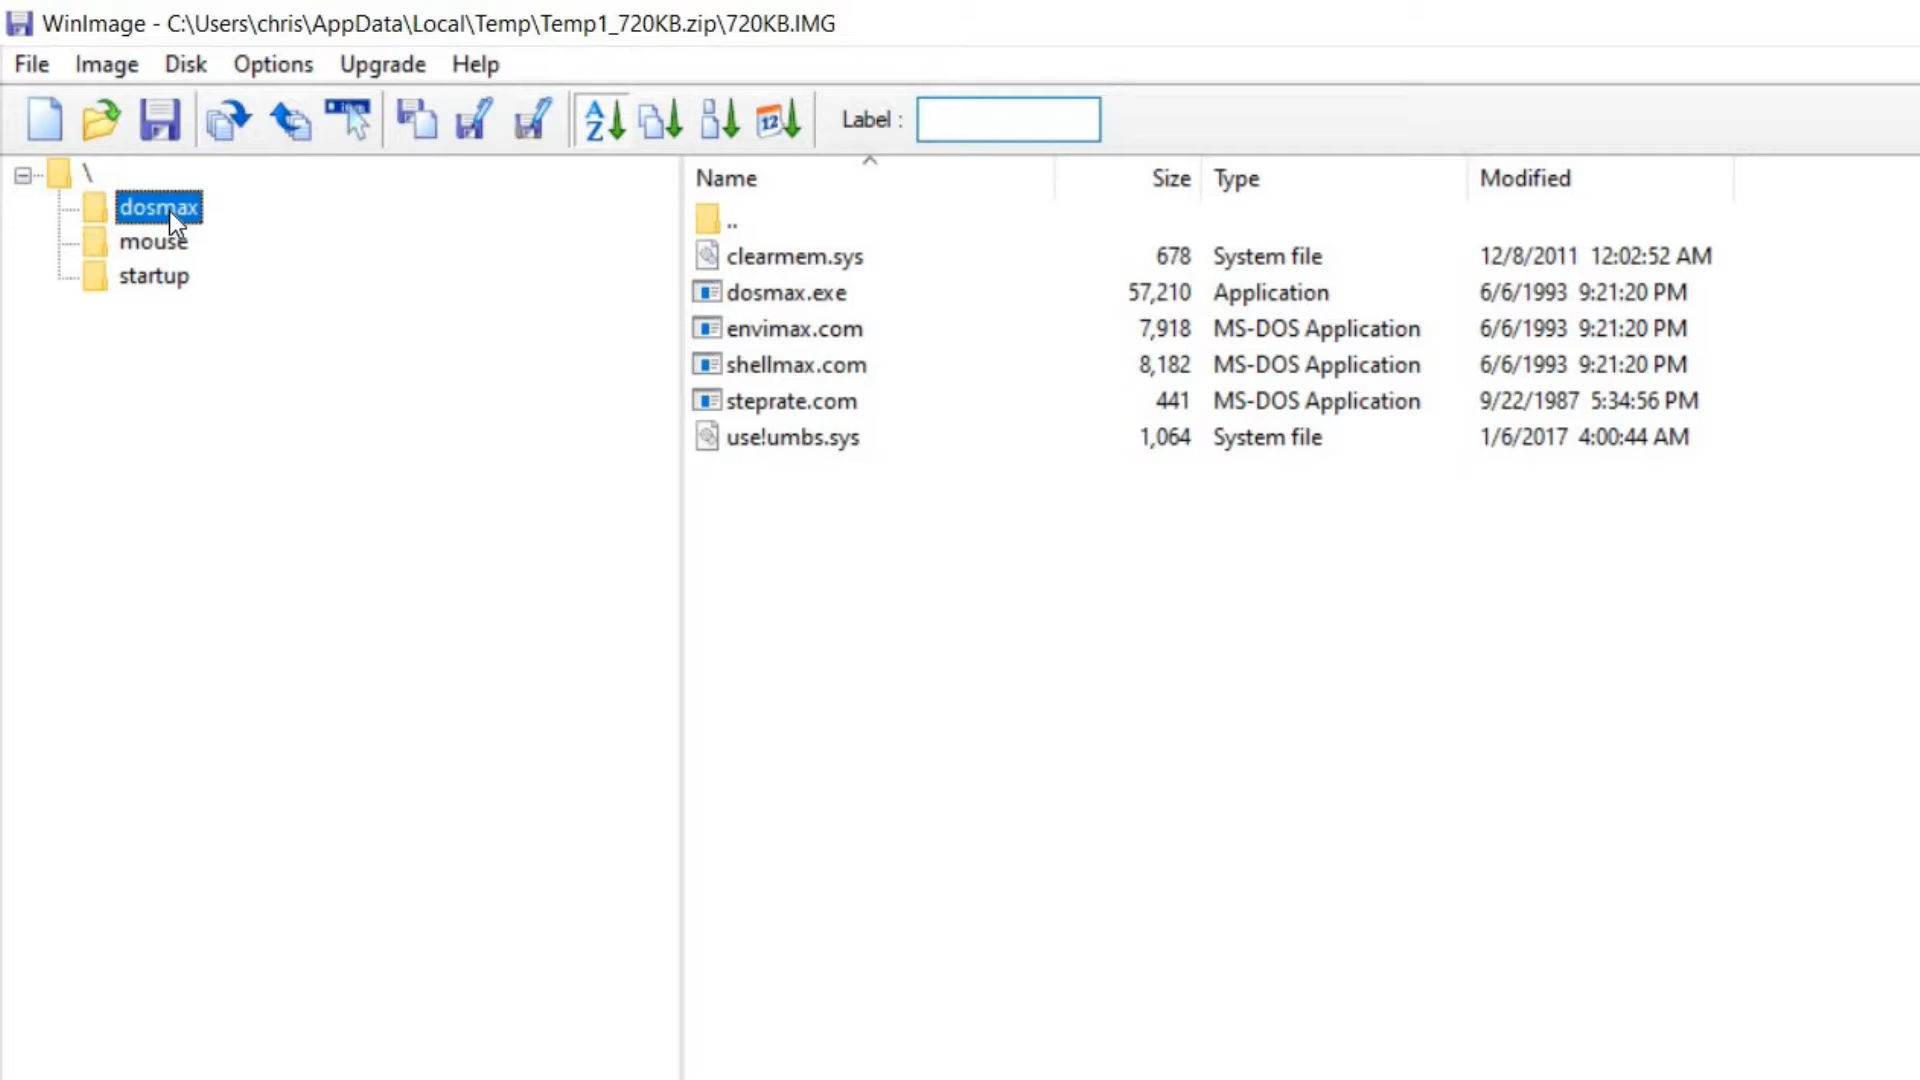 WinImage - C:\Users\chris\AppData\Local\Temp\Temp1_720KB.zip\720KB.IMG
File Image Disk Options Upgrade Help
A Z 12 Label :
\
dosmax
mouse
startup
Name Size Type Modified
..
clearmem.sys 678 System file 12/8/2011 12:02:52 AM
dosmax.exe 57,210 Application 6/6/1993 9:21:20 PM
envimax.com 7,918 MS-DOS Application 6/6/1993 9:21:20 PM
shellmax.com 8,182 MS-DOS Application 6/6/1993 9:21:20 PM
steprate.com 441 MS-DOS Application 9/22/1987 5:34:56 PM
use!umbs.sys 1,064 System file 1/6/2017 4:00:44 AM